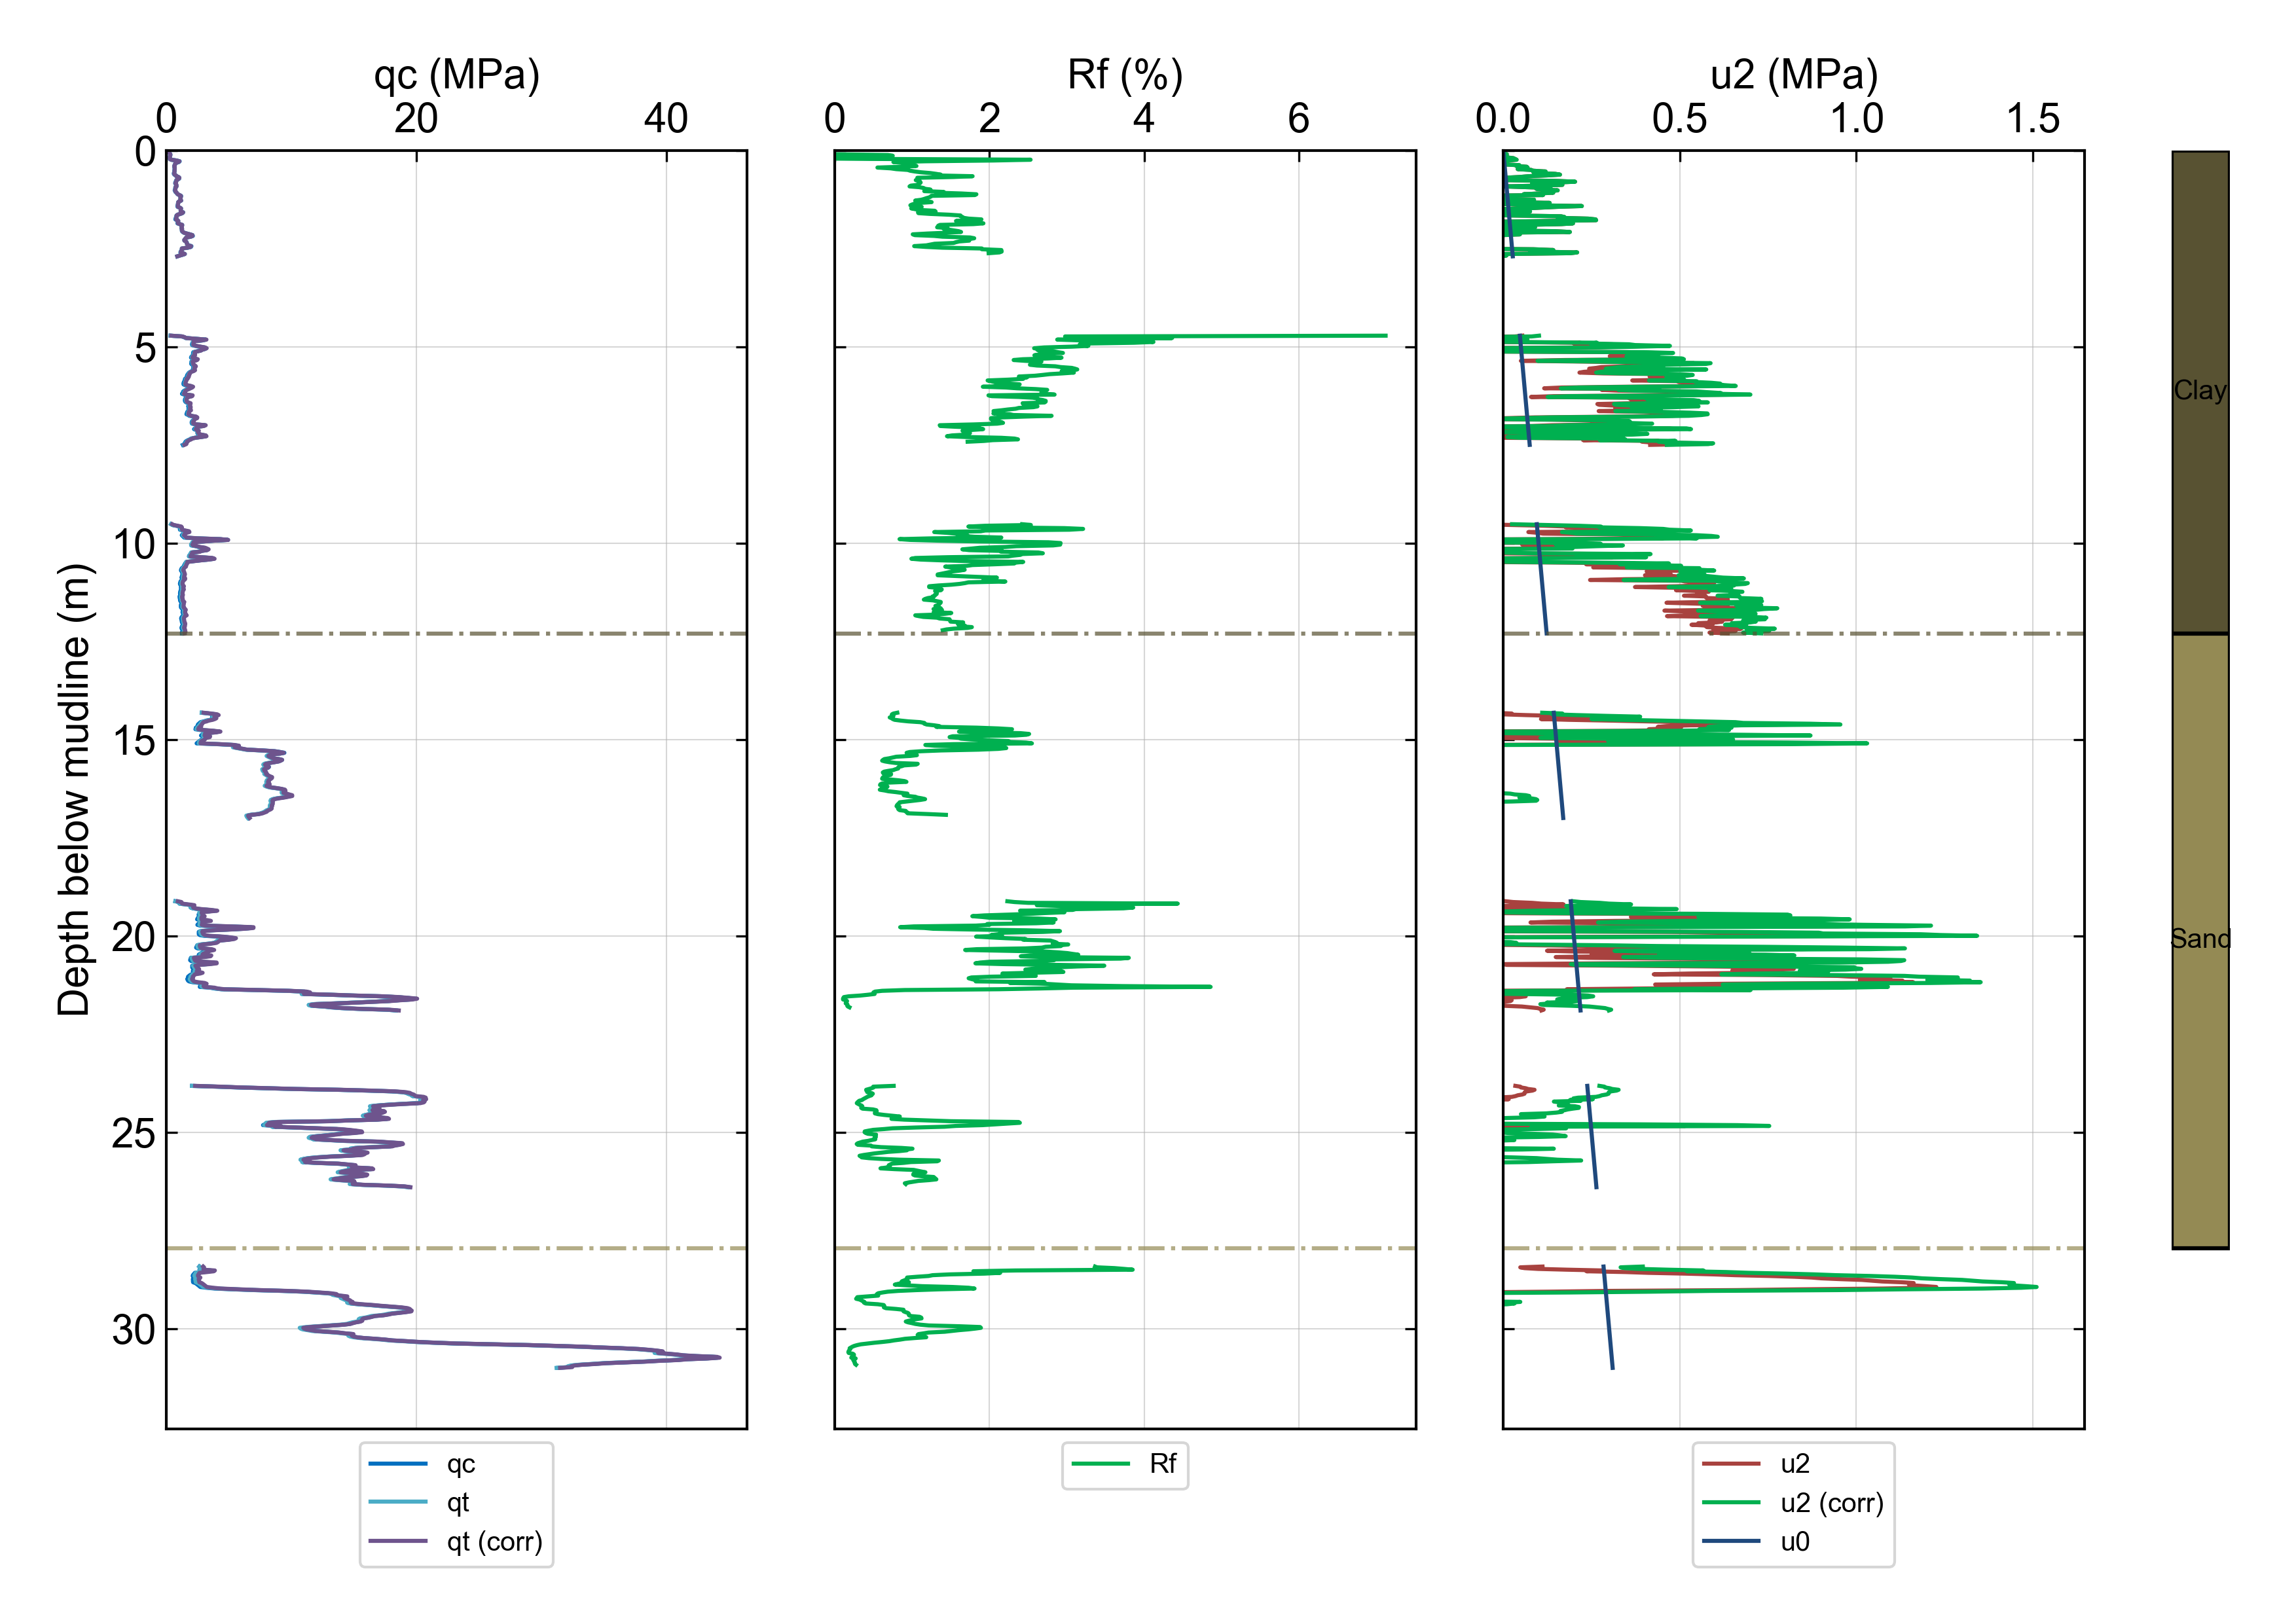 qc (MPa)
Rf (%)
u2 (MPa)
0 20 40
0 2 4 6
0.0 0.5 1.0 1.5
0
5
10
15
20
25
30
Depth below mudline (m)
Clay
Sand
qc
qt
qt (corr)
Rf
u2
u2 (corr)
u0